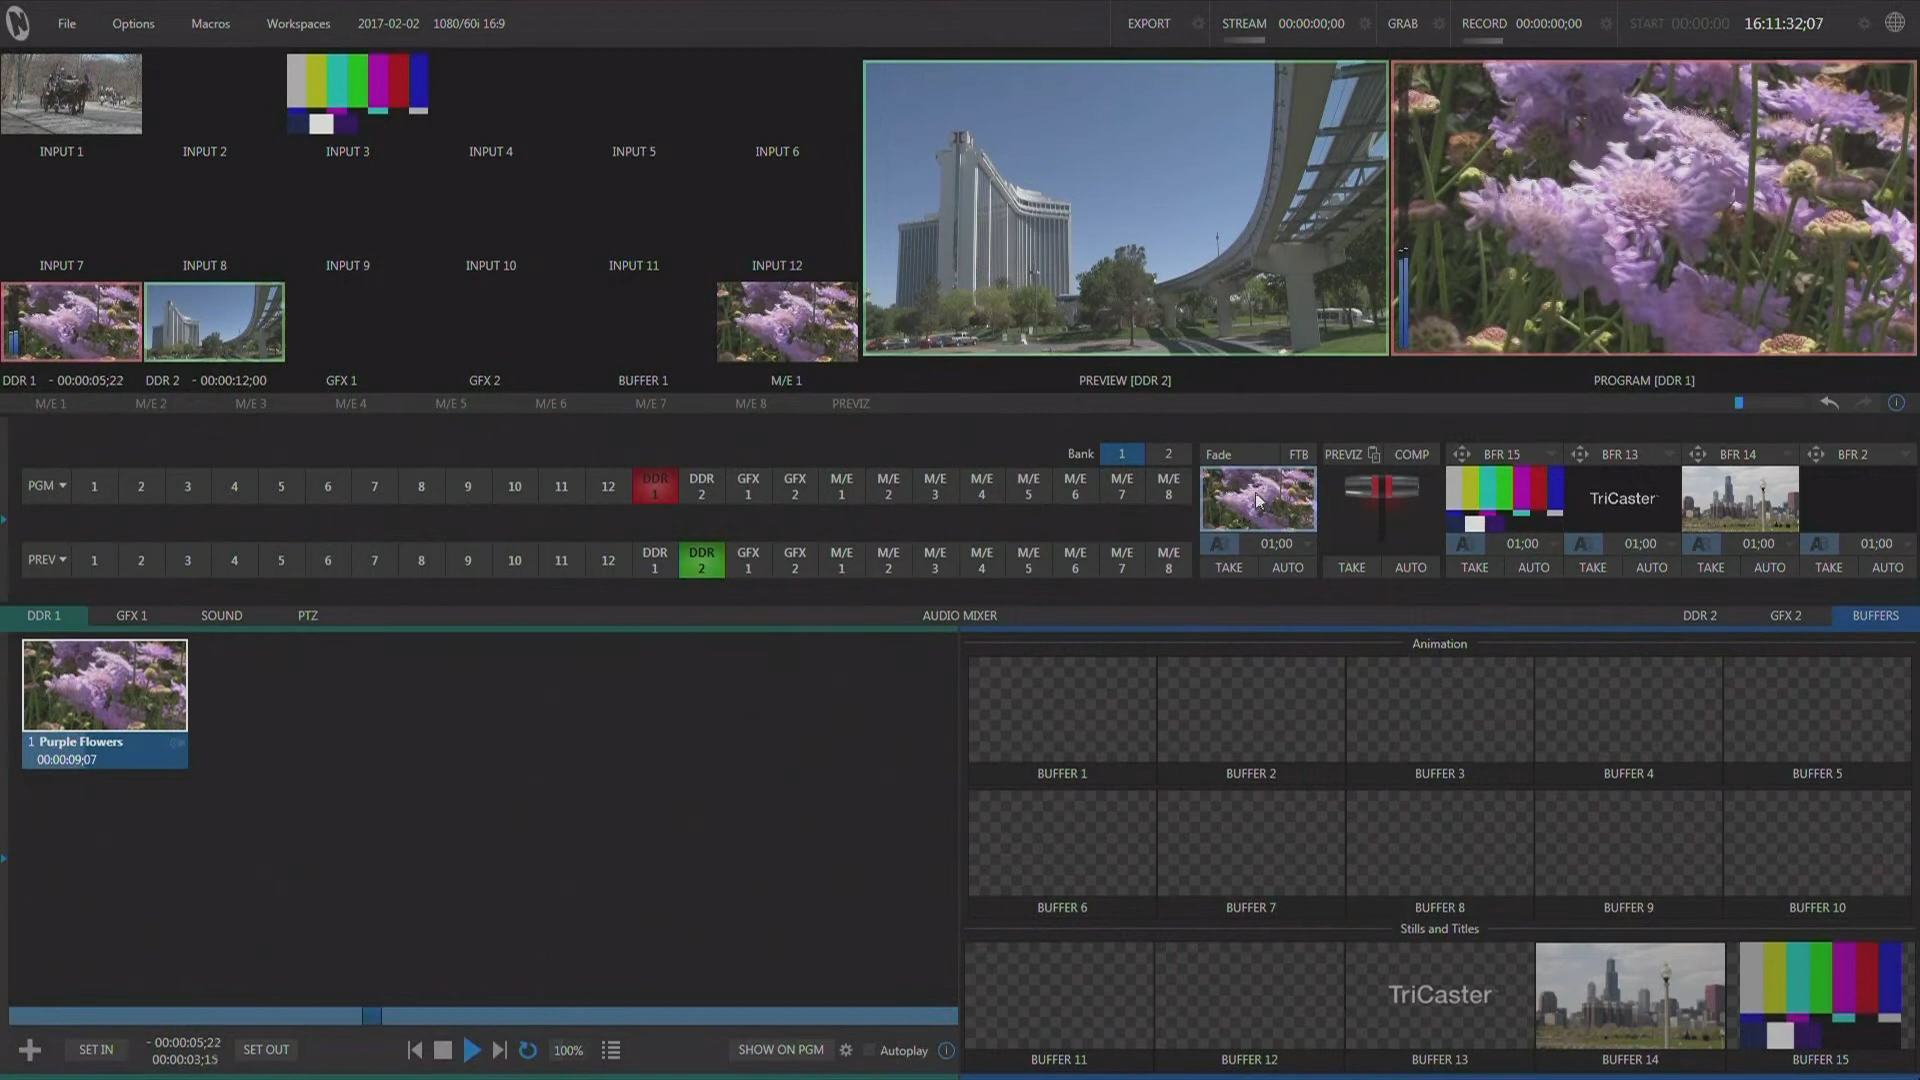 File Options Macros Workspaces 2017-02-02 1080/60i 16:9 EXPORT STREAM 00:00:00;00 GRAB RECORD 00:00:00;00 START 00:00:00 16:11:32;07
INPUT 1 INPUT 2 INPUT 3 INPUT 4 INPUT 5 INPUT 6
INPUT 7 INPUT 8 INPUT 9 INPUT 10 INPUT 11 INPUT 12
DDR 1 - 00:00:05;22 DDR 2 - 00:00:12;00 GFX 1 GFX 2 BUFFER 1 M/E 1 PREVIEW [DDR 2] PROGRAM [DDR 1]
M/E 1 M/E 2 M/E 3 M/E 4 M/E 5 M/E 6 M/E 7 M/E 8 PREVIZ
Bank 1 2 Fade FTB PREVIZ COMP BFR 15 BFR 13 BFR 14 BFR 2
PGM 1 2 3 4 5 6 7 8 9 10 11 12 DDR 1 DDR 2 GFX 1 GFX 2 M/E 1 M/E 2 M/E 3 M/E 4 M/E 5 M/E 6 M/E 7 M/E 8
TriCaster
01;00 01;00 01;00 01;00 01;00
PREV 1 2 3 4 5 6 7 8 9 10 11 12 DDR 1 DDR 2 GFX 1 GFX 2 M/E 1 M/E 2 M/E 3 M/E 4 M/E 5 M/E 6 M/E 7 M/E 8
TAKE AUTO TAKE AUTO TAKE AUTO TAKE AUTO TAKE AUTO TAKE AUTO
DDR 1 GFX 1 SOUND PTZ AUDIO MIXER DDR 2 GFX 2 BUFFERS
Animation
1 Purple Flowers
00:00:09;07
BUFFER 1 BUFFER 2 BUFFER 3 BUFFER 4 BUFFER 5
BUFFER 6 BUFFER 7 BUFFER 8 BUFFER 9 BUFFER 10
Stills and Titles
TriCaster
BUFFER 11 BUFFER 12 BUFFER 13 BUFFER 14 BUFFER 15
SET IN - 00:00:05;22 SET OUT 100% SHOW ON PGM Autoplay
00:00:03;15